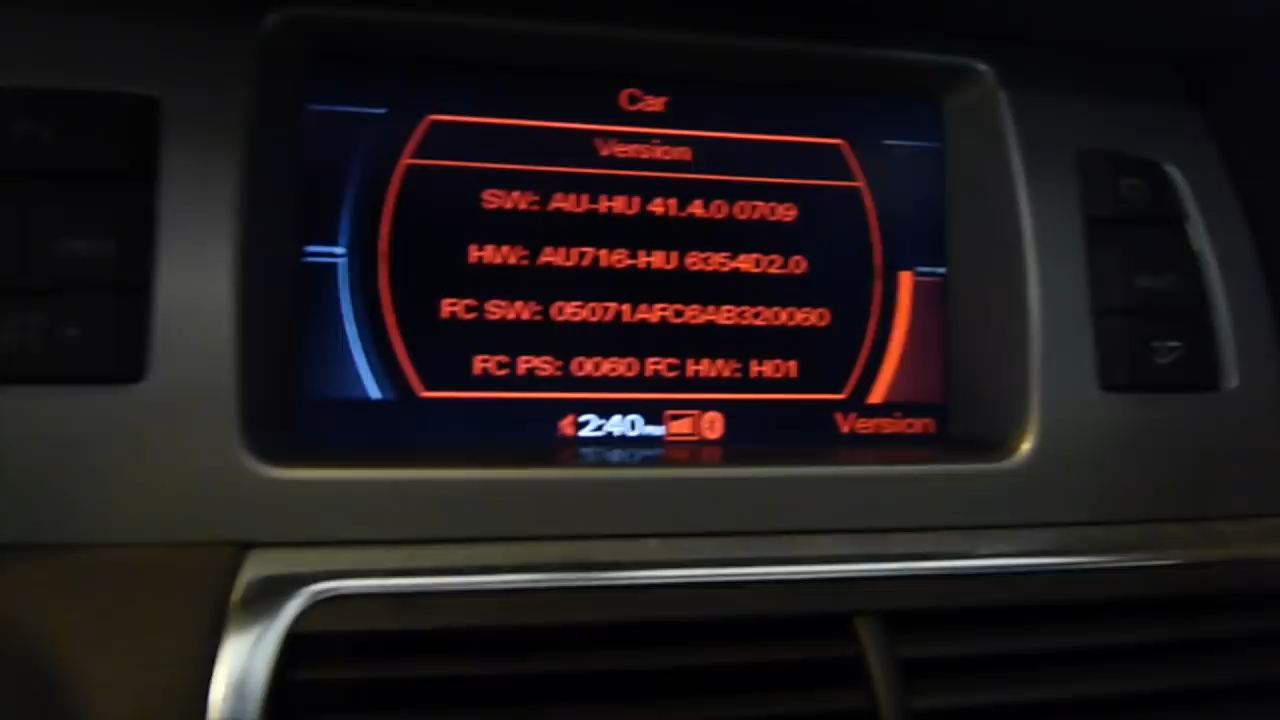 Car
Version
SW: AU-HU 41.4.0 0709
HW: AU716-HU 6354D2.0
FC SW: 05071AFC6AB320060
FC PS: 0060 FC HW: H01
2:40PM
Version